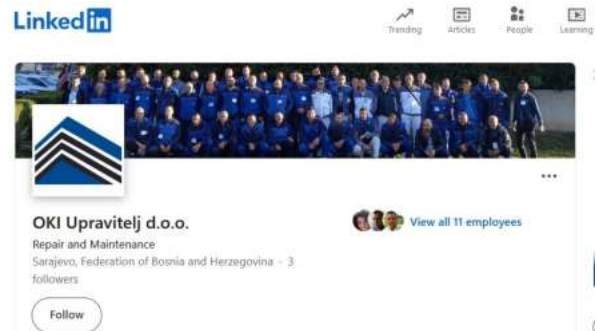 Linked in
Trending
Articles
People
Learning
OKI Upravitelj d.o.o.
View all 11 employees
Repair and Maintenance
Sarajevo, Federation of Bosnia and Herzegovina - 3
followers
Follow